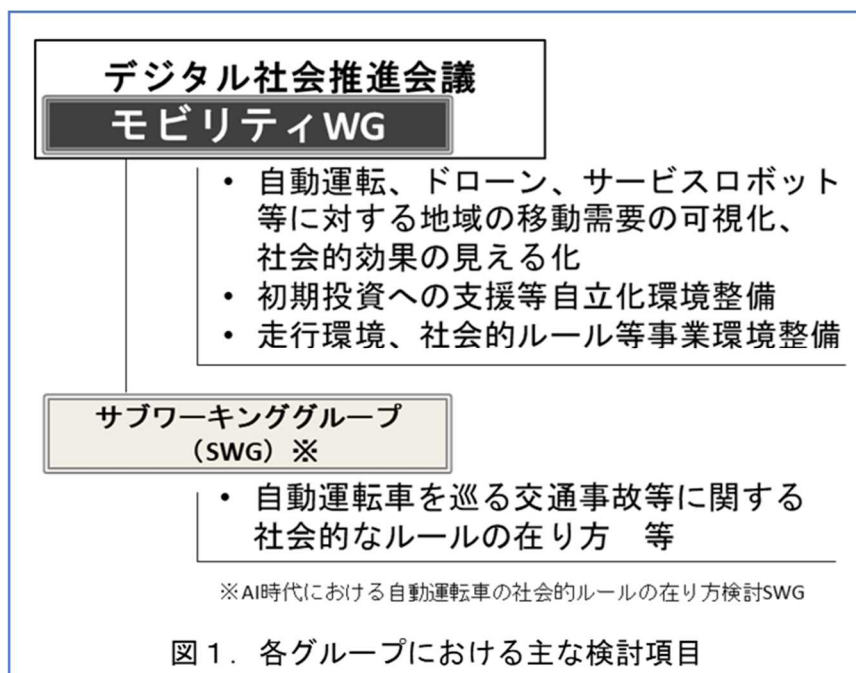 デジタル社会推進会議
モビリティWG
• 自動運転、ドローン、サービスロボット
等に対する地域の移動需要の可視化、
社会的効果の見える化
• 初期投資への支援等自立化環境整備
• 走行環境、社会的ルール等事業環境整備
サブワーキンググループ
（SWG）※
• 自動運転車を巡る交通事故等に関する
社会的なルールの在り方　等
※AI時代における自動運転車の社会的ルールの在り方検討SWG
図１．各グループにおける主な検討項目